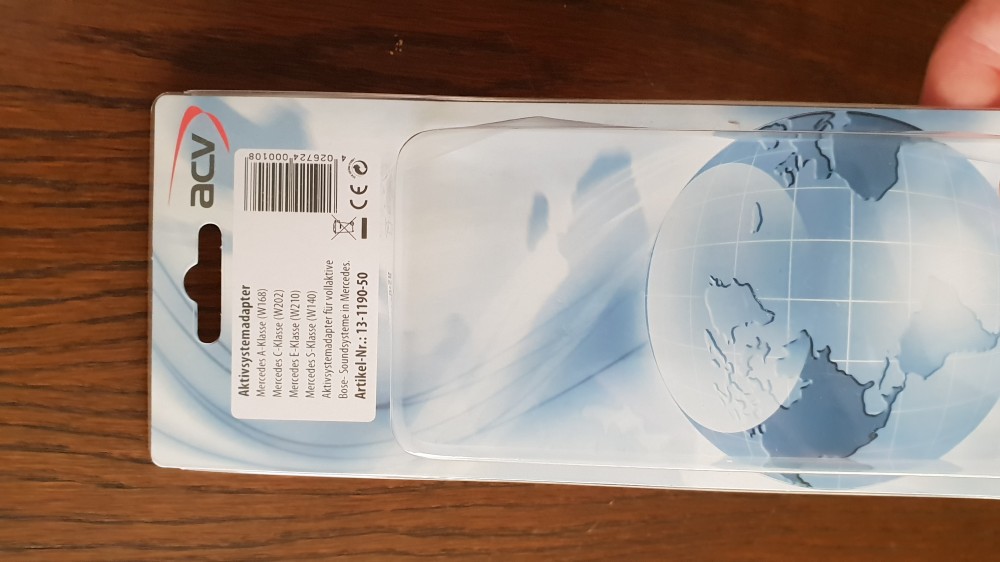 acv
4 026724 000108
CE
Aktivsystemadapter
Mercedes A-Klasse (W168)
Mercedes C-Klasse (W202)
Mercedes E-Klasse (W210)
Mercedes S-Klasse (W140)
Aktivsystemadapter für vollaktive
Bose- Soundsysteme in Mercedes.
Artikel-Nr.: 13-1190-50